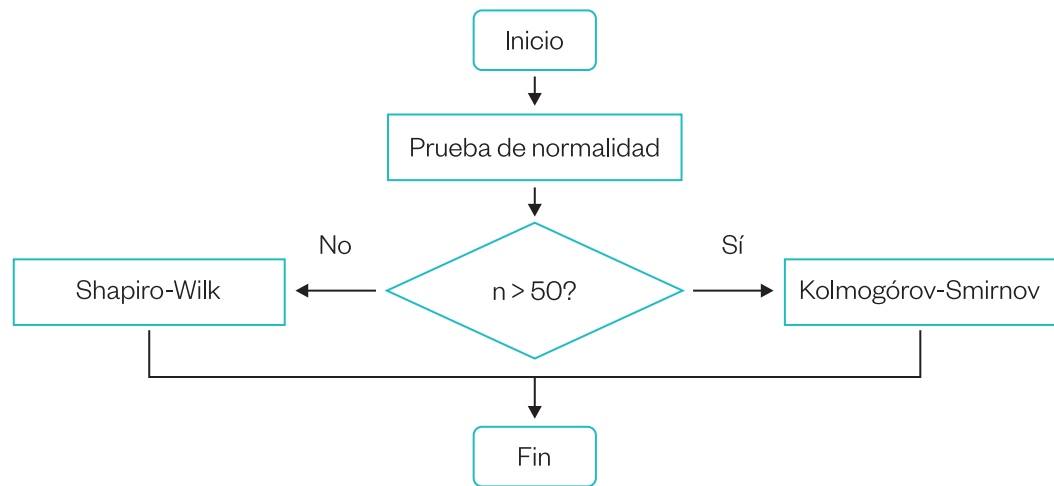 Inicio
Prueba de normalidad
No
Sí
Shapiro-Wilk
n > 50?
Kolmogórov-Smirnov
Fin